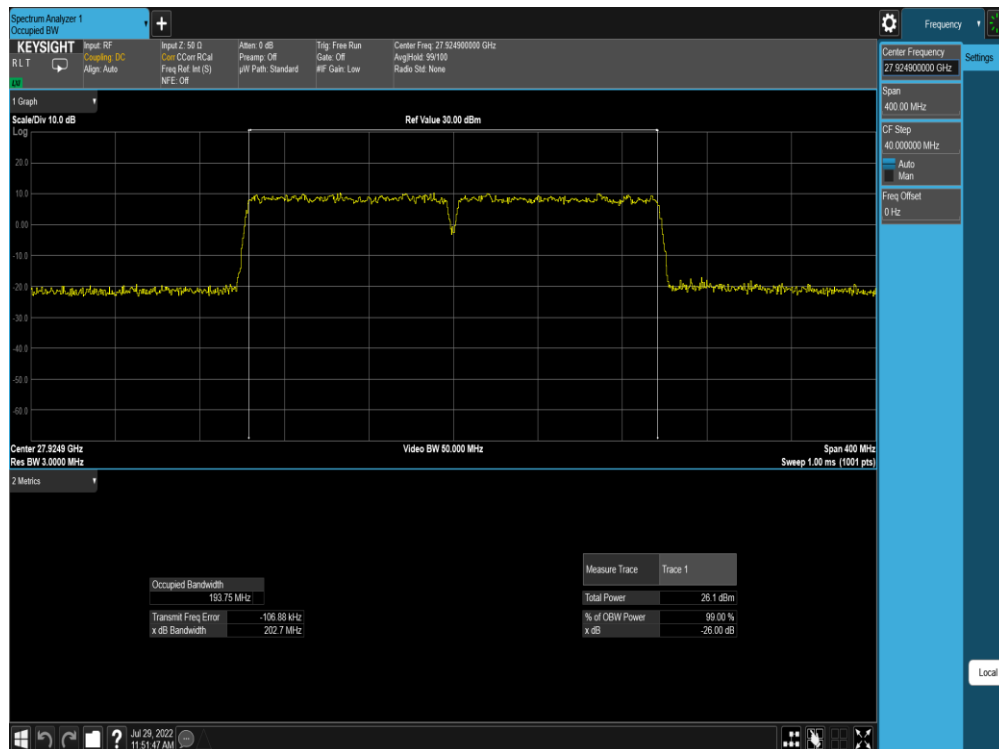 Spectrum Analyzer 1
Occupied BW
+
Frequency
KEYSIGHT
R L T
Input: RF
Coupling: DC
Align: Auto
Input Z: 50 Ω
Corr CCorr RCal
Freq Ref: Int (S)
NFE: Off
Atten: 0 dB
Preamp: Off
µW Path: Standard
Trig: Free Run
Gate: Off
#IF Gain: Low
Center Freq: 27.924900000 GHz
Avg|Hold: 99/100
Radio Std: None
Center Frequency
27.924900000 GHz
Settings
Span
400.00 MHz
CF Step
40.000000 MHz
Auto
Man
Freq Offset
0 Hz
1 Graph
Scale/Div 10.0 dB
Ref Value 30.00 dBm
Log
20.0
10.0
0.00
-10.0
-20.0
-30.0
-40.0
-50.0
-60.0
Center 27.9249 GHz
Video BW 50.000 MHz
Span 400 MHz
Res BW 3.0000 MHz
Sweep 1.00 ms (1001 pts)
2 Metrics
Occupied Bandwidth
193.75 MHz
Transmit Freq Error -106.88 kHz
x dB Bandwidth 202.7 MHz
Measure Trace Trace 1
Total Power 26.1 dBm
% of OBW Power 99.00 %
x dB -26.00 dB
Local
?
Jul 29, 2022
11:51:47 AM